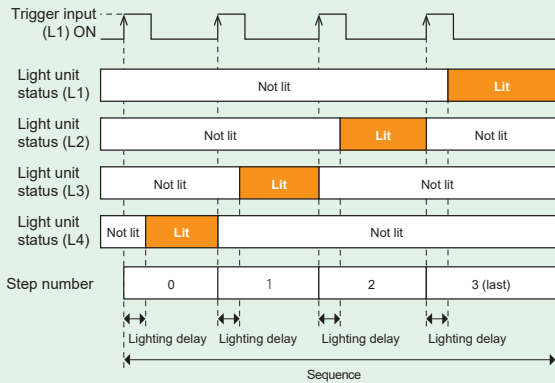 Trigger input
(L1) ON
Light unit
status (L1)
Not lit
Lit
Light unit
status (L2)
Not lit
Lit
Not lit
Light unit
status (L3)
Not lit
Lit
Not lit
Light unit
status (L4)
Not lit
Lit
Not lit
Step number
0
1
2
3 (last)
Lighting delay
Lighting delay
Lighting delay
Lighting delay
Sequence